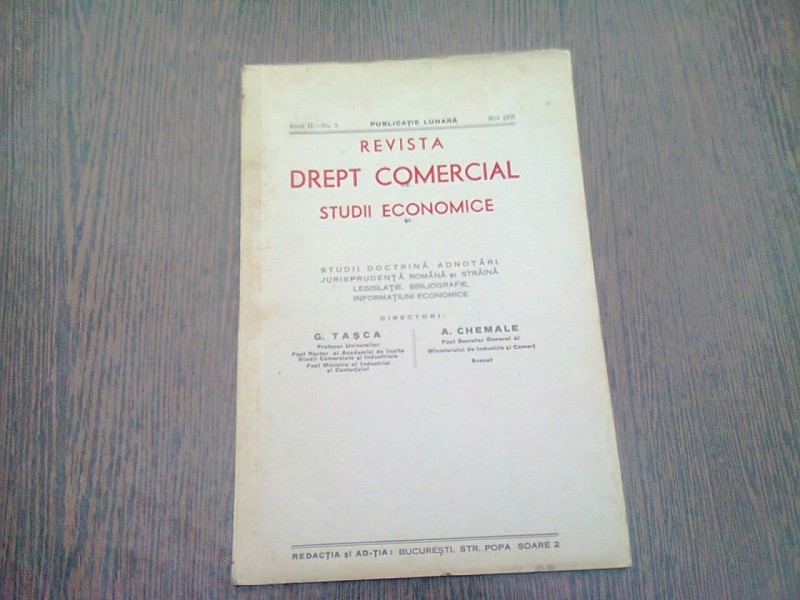 Anul II.—No. 5. PUBLICAȚIE LUNARĂ Mai 1935
REVISTA
DE
DREPT COMERCIAL
ȘI
STUDII ECONOMICE
STUDII, DOCTRINĂ, ADNOTĂRI,
JURISPRUDENȚĂ ROMÂNĂ ȘI STRĂINĂ
LEGISLAȚIE, BIBLIOGRAFIE,
INFORMAȚIUNI ECONOMICE
DIRECTORI:
G. TAȘCA
Profesor Universitar
Fost Rector al Academiei de Inalte
Studii Comerciale și Industriale
Fost Ministru al Industriei
și Comerțului
A. CHEMALE
Fost Secretar General al
Ministerului de Industrie și Comerț
Avocat
REDACȚIA și AD-ȚIA: BUCUREȘTI, STR. POPA SOARE 2